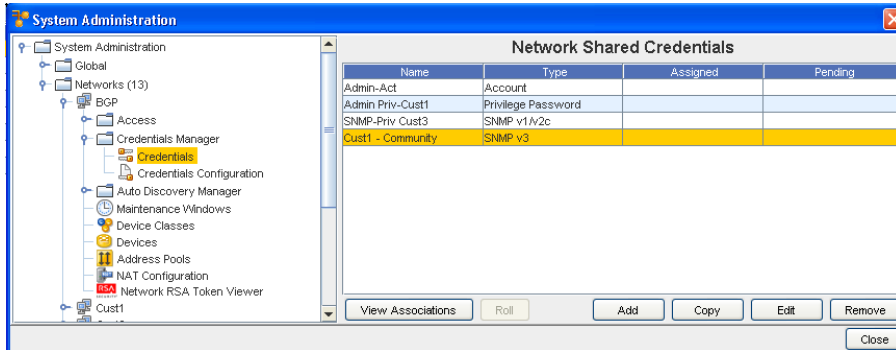 System Administration
System Administration
Global
Networks (13)
BGP
Access
Credentials Manager
Credentials
Credentials Configuration
Auto Discovery Manager
Maintenance Windows
Device Classes
Devices
Address Pools
NAT Configuration
RSA Network RSA Token Viewer
Cust1
Network Shared Credentials
Name Type Assigned Pending
Admin-Act Account
Admin Priv-Cust1 Privilege Password
SNMP-Priv Cust3 SNMP v1/v2c
Cust1 - Community SNMP v3
View Associations Roll Add Copy Edit Remove
Close